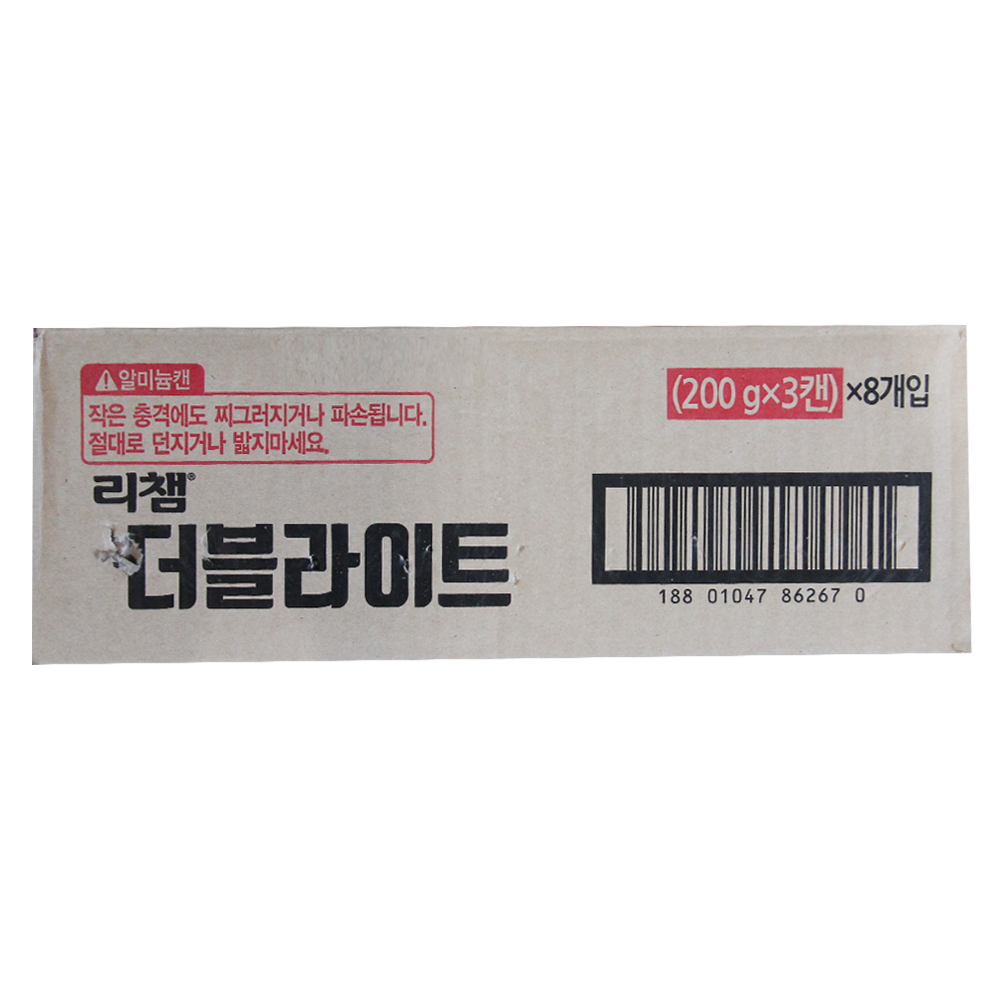 알미늄캔
작은 충격에도 찌그러지거나 파손됩니다.
절대로 던지거나 밟지마세요.
(200 g×3캔)×8개입
리챔®
더블라이트
188 01047 86267 0